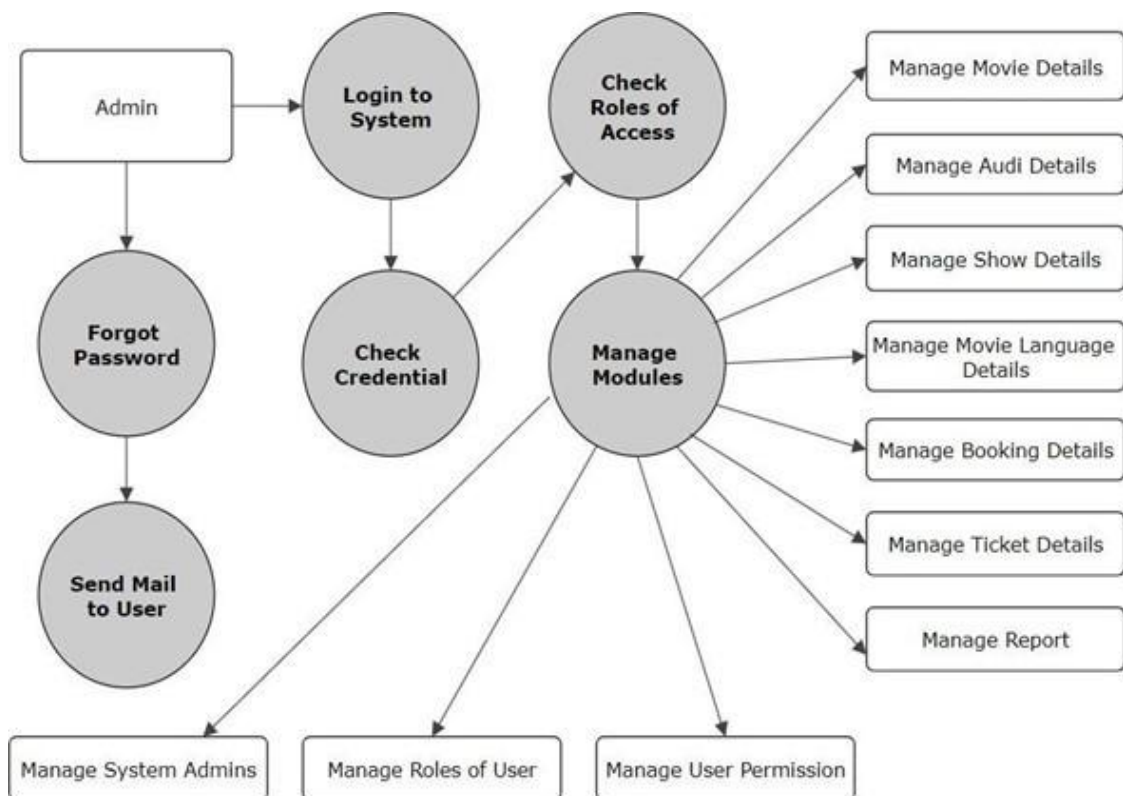 Admin
Login to
System
Check
Roles of
Access
Manage Movie Details
Manage Audi Details
Manage Show Details
Manage Movie Language
Details
Manage Booking Details
Manage Ticket Details
Manage Report
Forgot
Password
Check
Credential
Manage
Modules
Send Mail
to User
Manage System Admins
Manage Roles of User
Manage User Permission